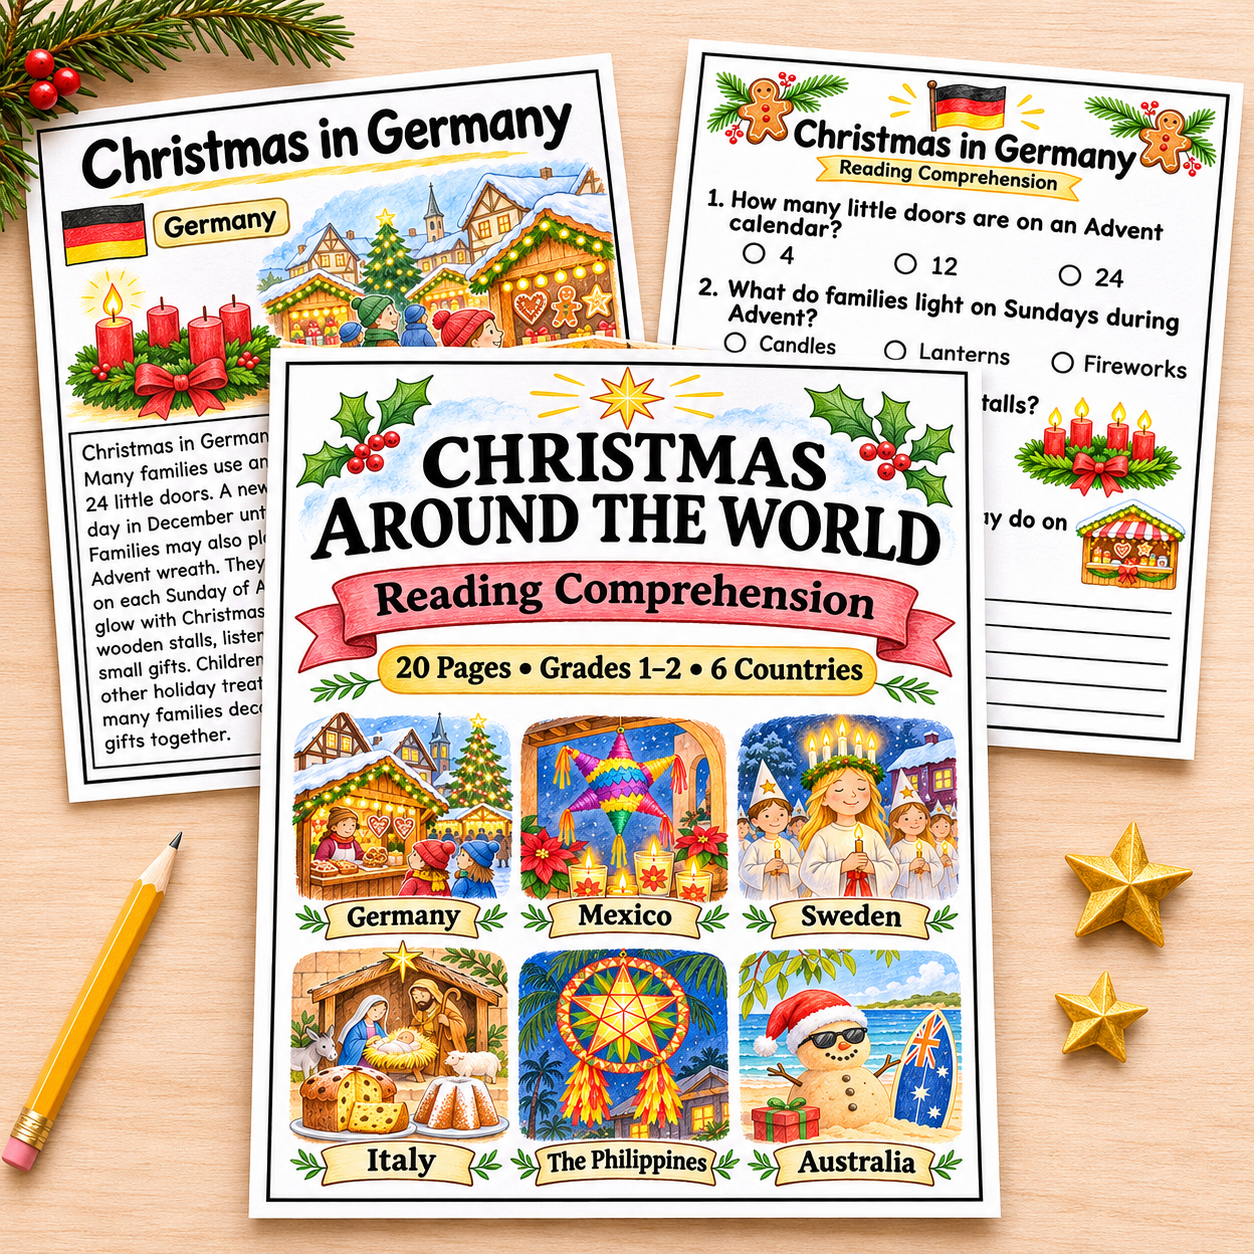 Christmas in Germany
Germany
Christmas in German
Many families use an
24 little doors. A new
day in December unt
Families may also pl
Advent wreath. They
on each Sunday of A
glow with Christmas
wooden stalls, listen
small gifts. Children
other holiday treat
many families deco
gifts together.
Christmas in Germany
Reading Comprehension
1. How many little doors are on an Advent
calendar?
4
12
24
2. What do families light on Sundays during
Advent?
Candles
Lanterns
Fireworks
talls?
ay do on
CHRISTMAS
AROUND THE WORLD
Reading Comprehension
20 Pages • Grades 1–2 • 6 Countries
Germany
Mexico
Sweden
Italy
The Philippines
Australia